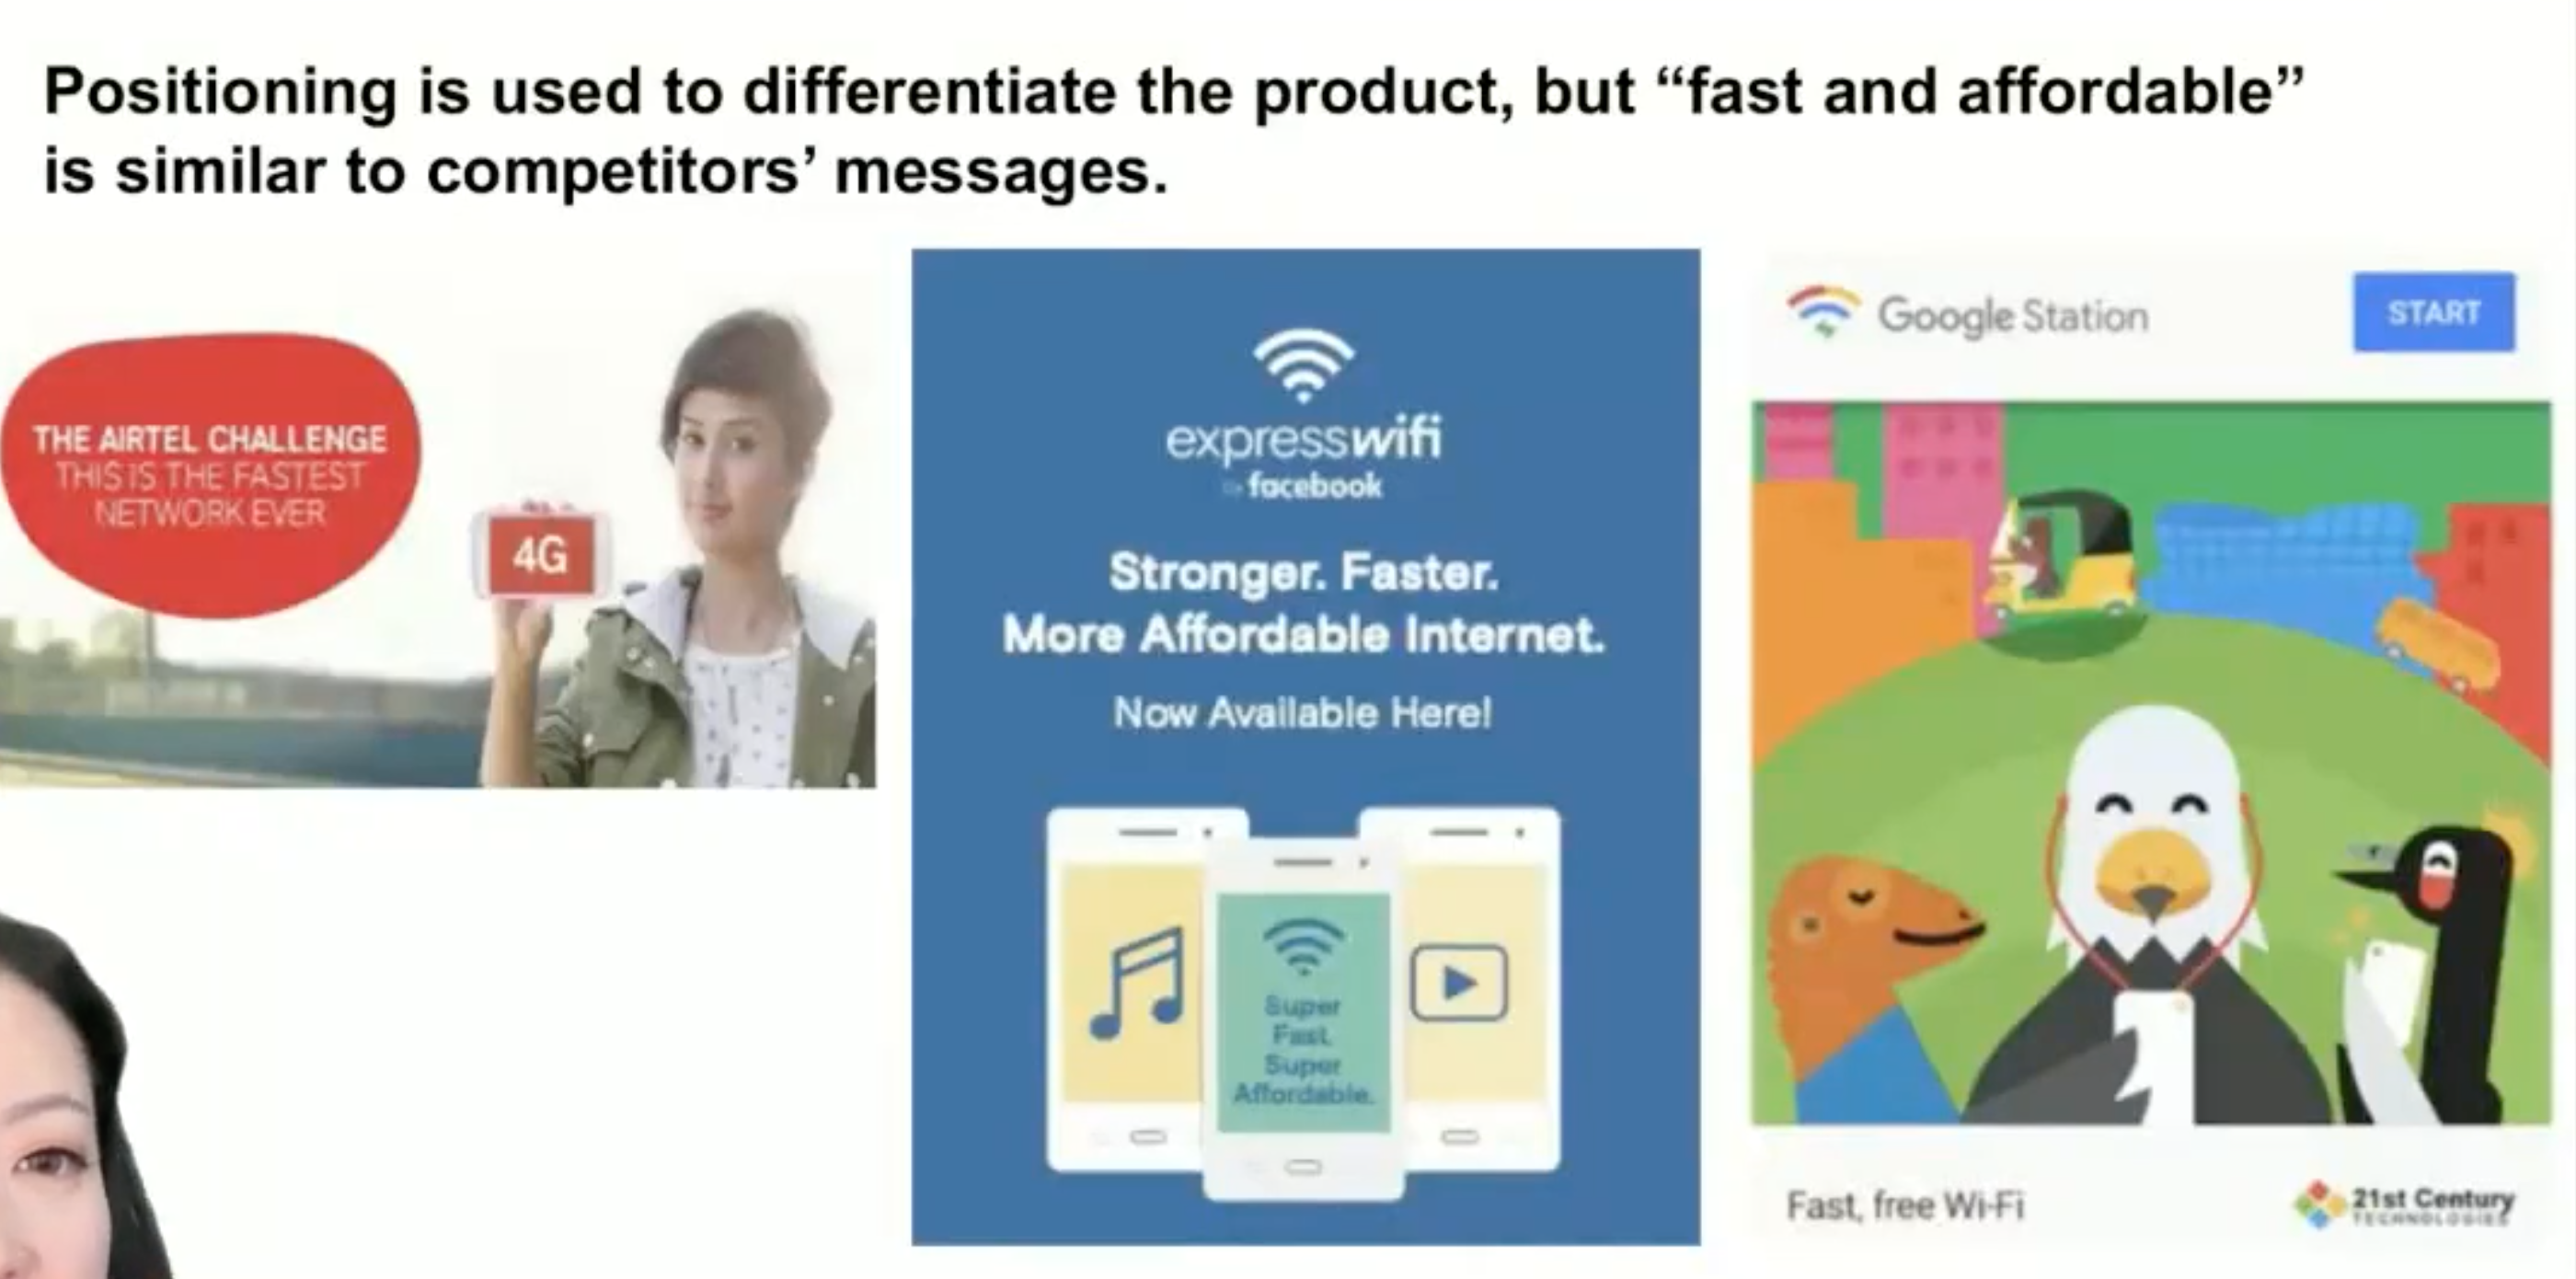 Positioning is used to differentiate the product, but “fast and affordable”
is similar to competitors’ messages.
THE AIRTEL CHALLENGE
THIS IS THE FASTEST
NETWORK EVER
4G
expresswifi
facebook
Stronger. Faster.
More Affordable Internet.
Now Available Here!
Super
Fast.
Super
Affordable.
Google Station
START
Fast, free Wi-Fi
21st Century
TECHNOLOGIES